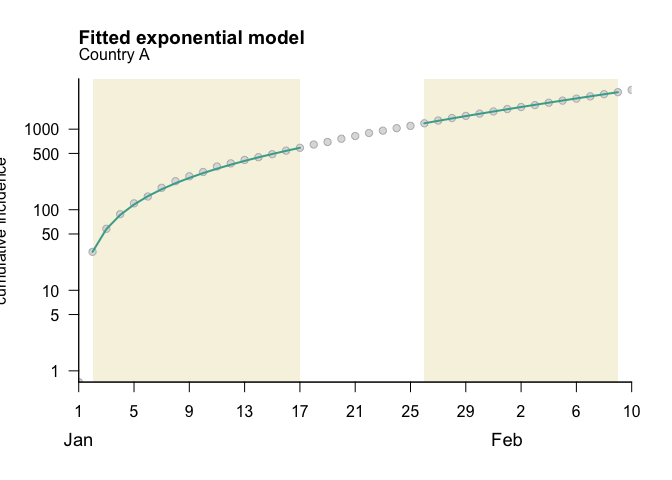 Fitted exponential model
Country A
cumulative incidence
1000
500
100
50
10
5
1
1 5 9 13 17 21 25 29 2 6 10
Jan Feb